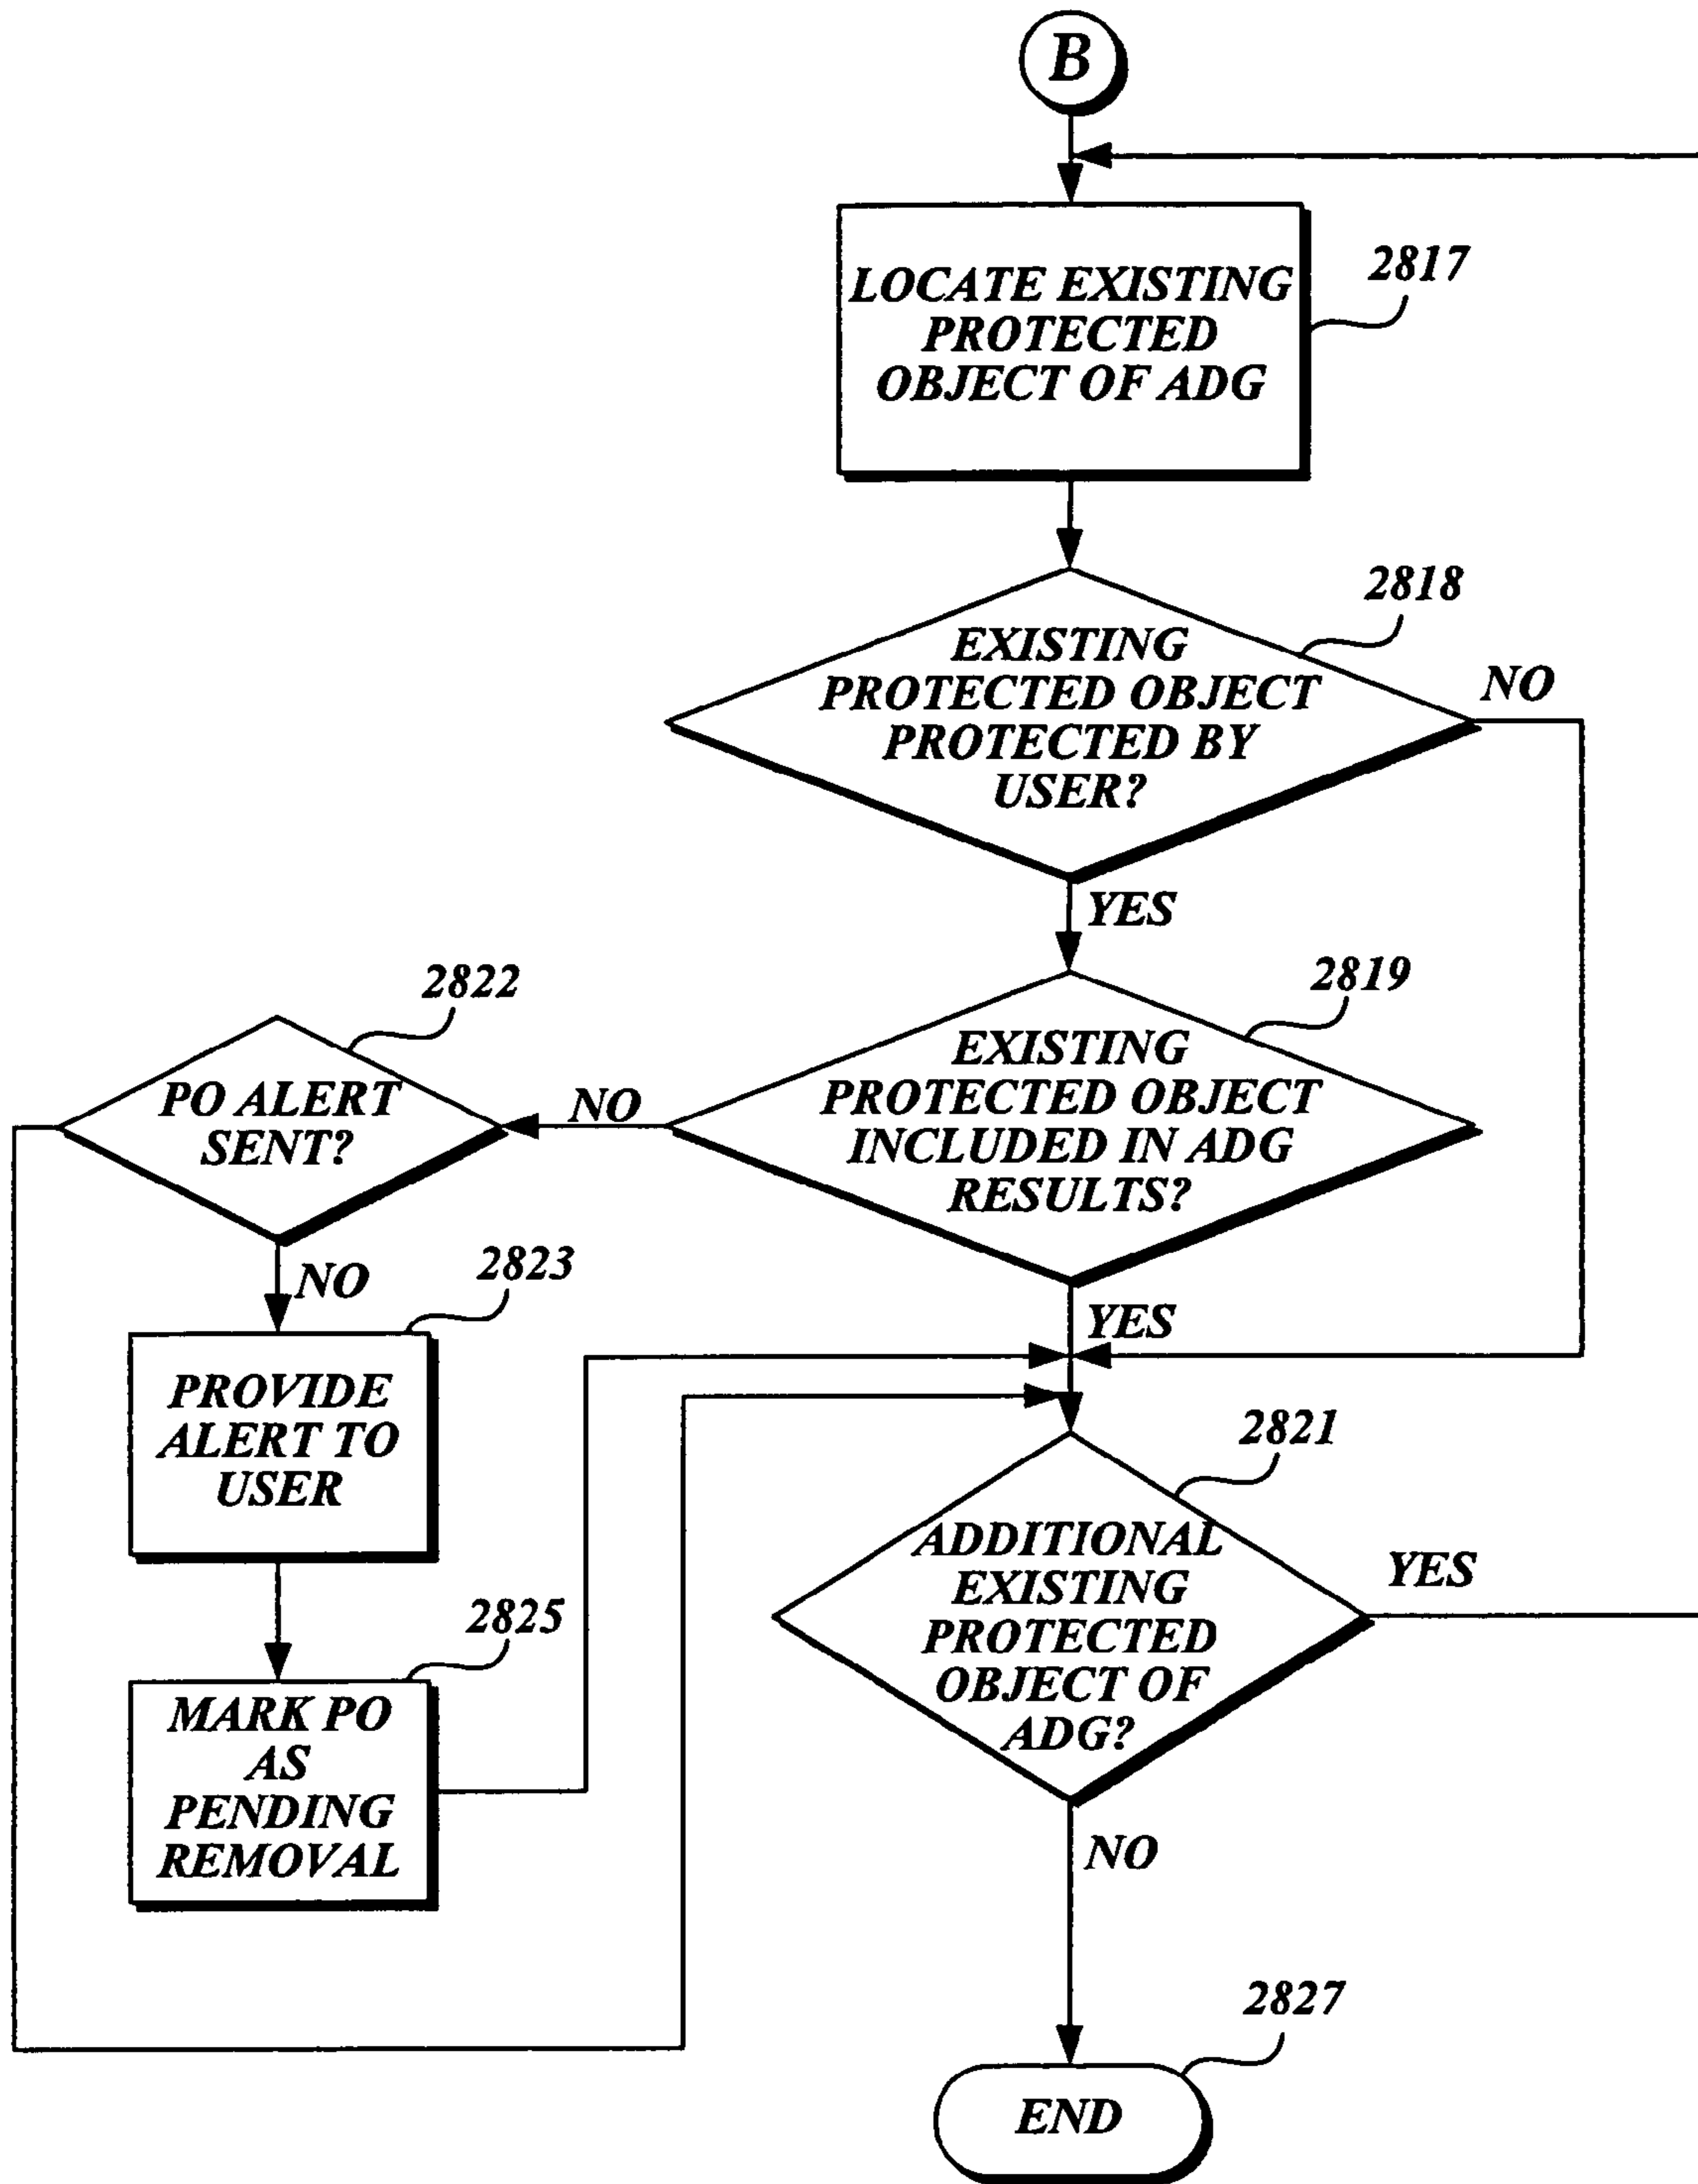 B
LOCATE EXISTING
PROTECTED
OBJECT OF ADG
2817
EXISTING
PROTECTED OBJECT
PROTECTED BY
USER?
2818
NO
YES
EXISTING
PROTECTED OBJECT
INCLUDED IN ADG
RESULTS?
2819
NO
YES
PO ALERT
SENT?
2822
NO
PROVIDE
ALERT TO
USER
2823
MARK PO
AS
PENDING
REMOVAL
2825
ADDITIONAL
EXISTING
PROTECTED
OBJECT OF
ADG?
2821
YES
NO
END
2827